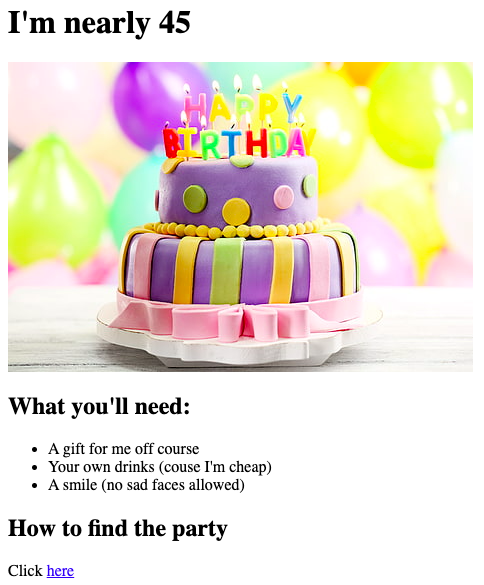 I'm nearly 45
HAPPY
BIRTHDAY
What you'll need:
A gift for me off course
Your own drinks (couse I'm cheap)
A smile (no sad faces allowed)
How to find the party
Click here